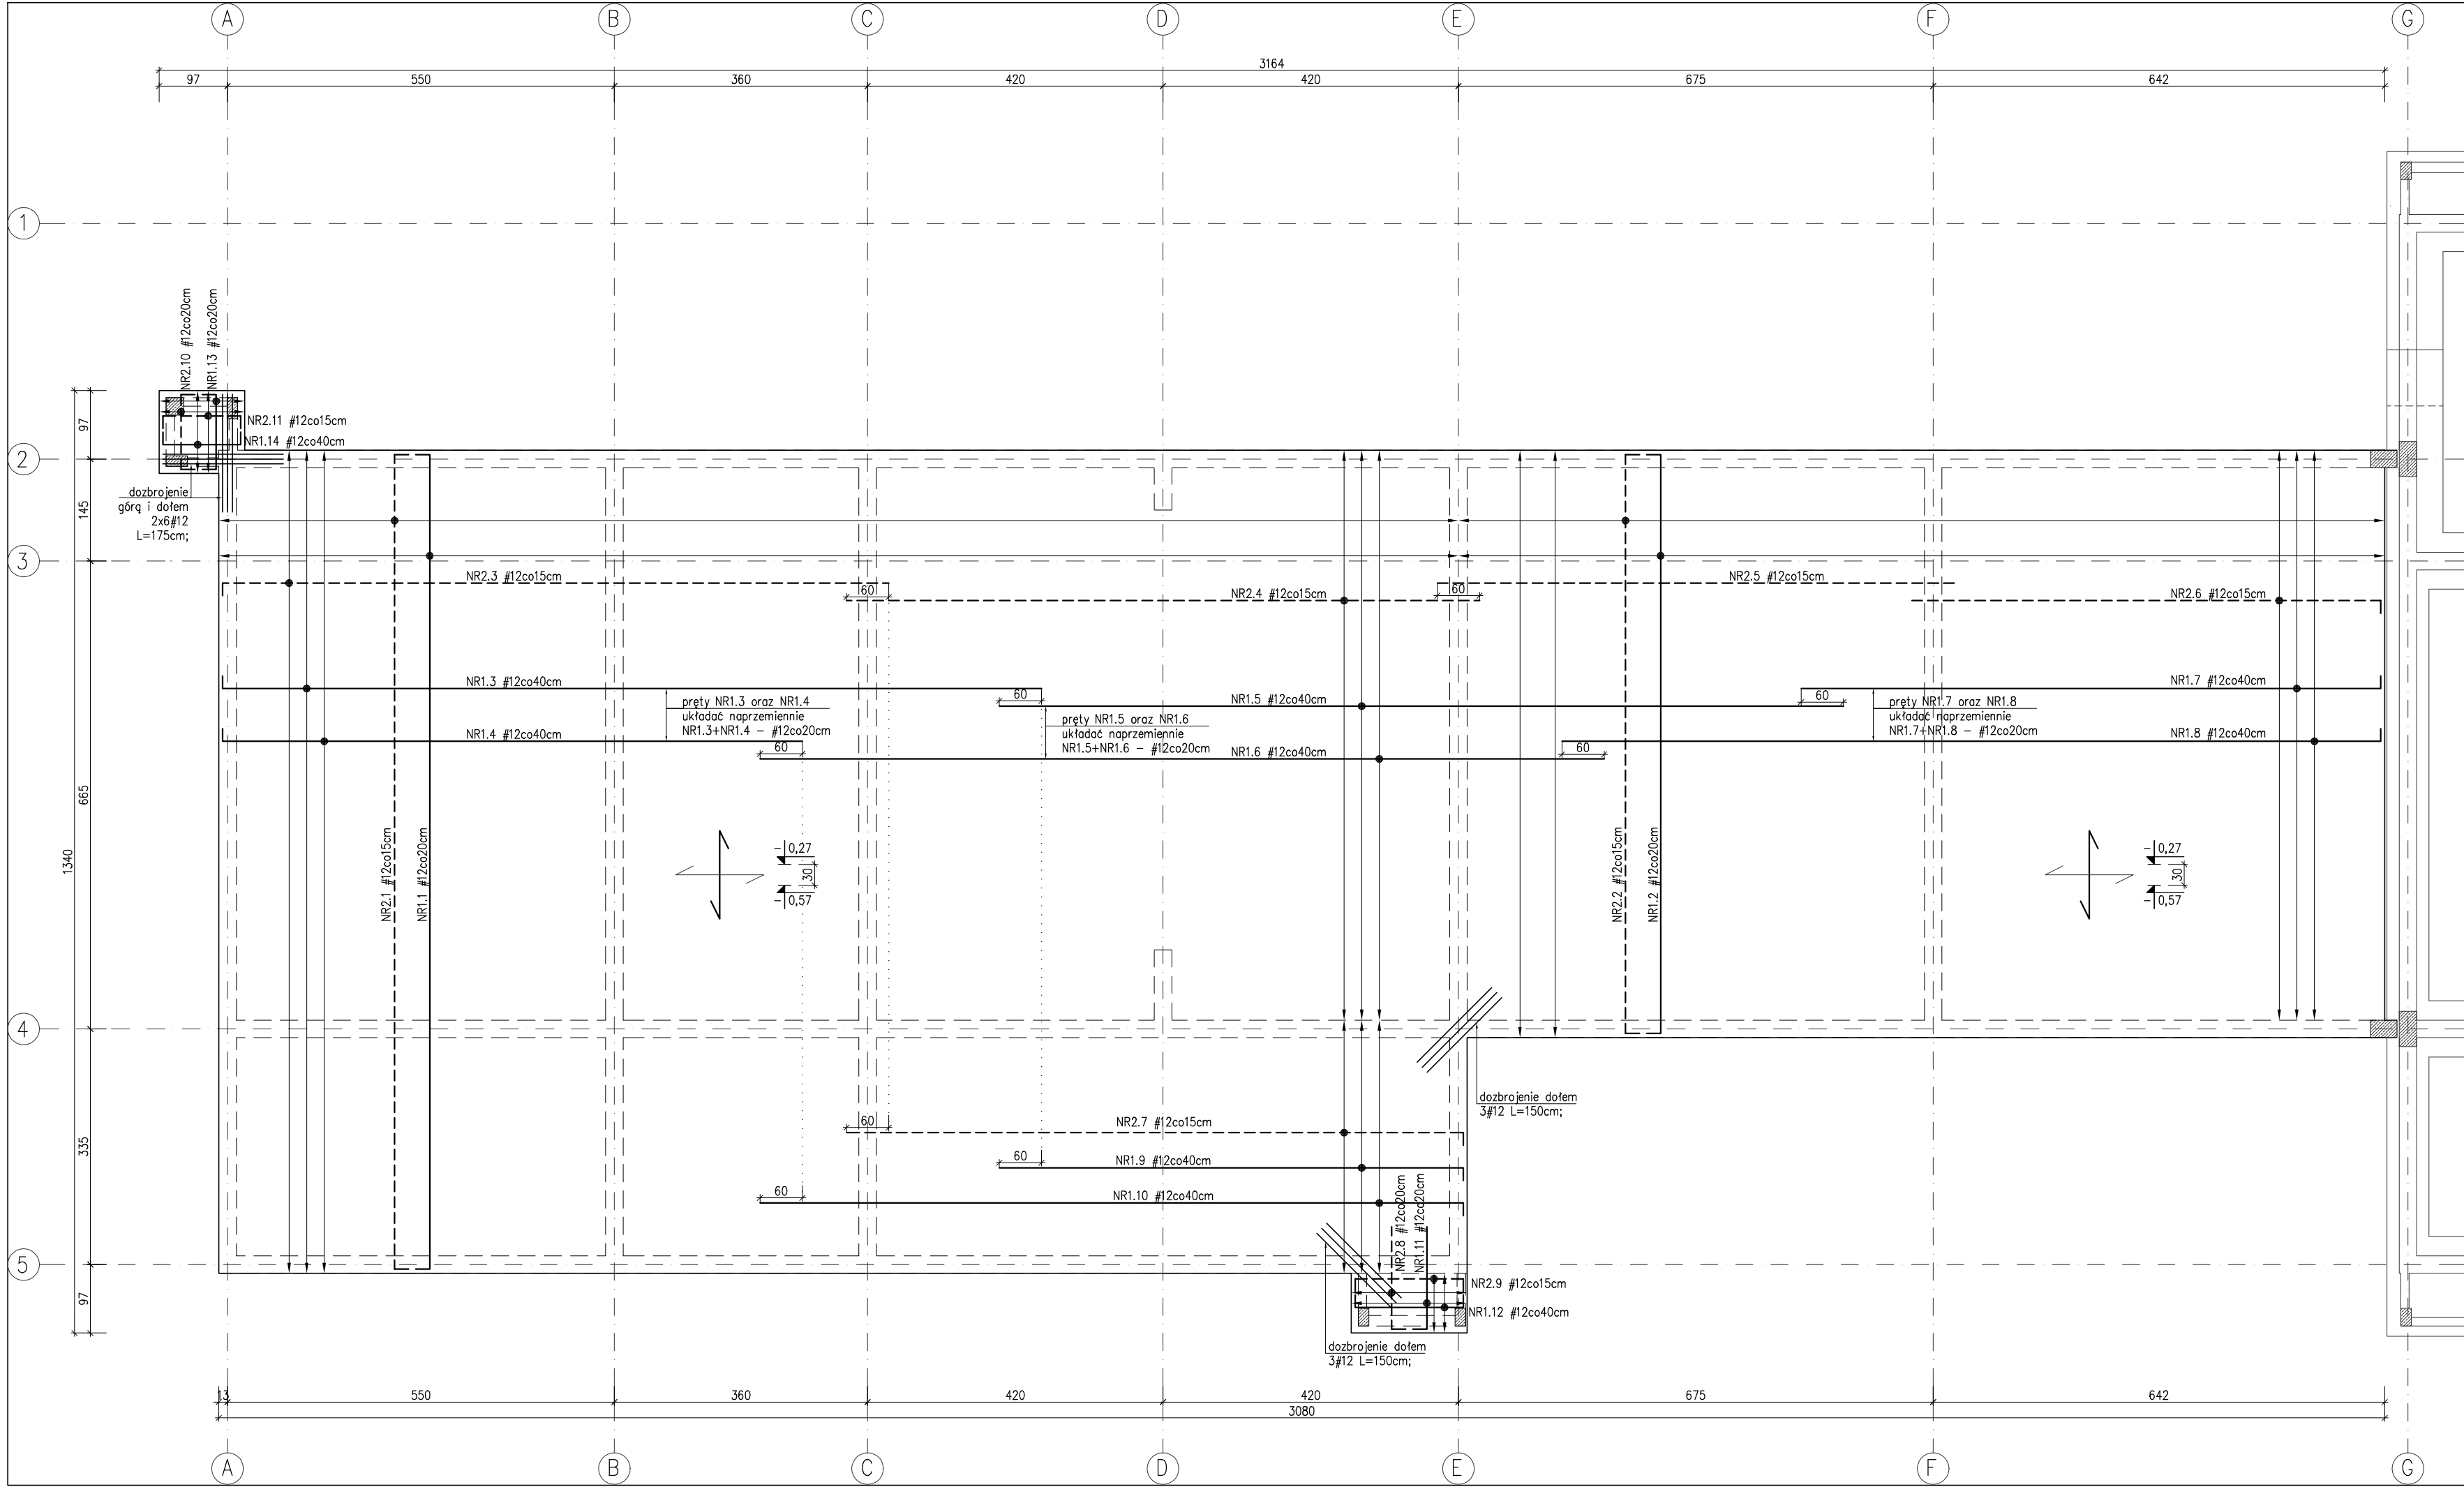 A B C D E F G
3164
97 550 360 420 420 675 642
1
NR2.10 #12co20cm
NR1.13 #12co20cm
NR2.11 #12co15cm
NR1.14 #12co40cm
97
2
dozbrojenie
górą i dołem
2x6#12
L=175cm;
145
3
NR2.3 #12co15cm
60
NR2.4 #12co15cm
60
NR2.5 #12co15cm
NR2.6 #12co15cm
NR1.3 #12co40cm
pręty NR1.3 oraz NR1.4
układać naprzemiennie
NR1.3+NR1.4 - #12co20cm
60
NR1.5 #12co40cm
pręty NR1.5 oraz NR1.6
układać naprzemiennie
NR1.5+NR1.6 - #12co20cm
60
NR1.7 #12co40cm
pręty NR1.7 oraz NR1.8
układać naprzemiennie
NR1.7+NR1.8 - #12co20cm
NR1.4 #12co40cm
60
NR1.6 #12co40cm
60
NR1.8 #12co40cm
665
1340
NR2.1 #12co15cm
NR1.1 #12co20cm
-0,27
30
-0,57
NR2.2 #12co15cm
NR1.2 #12co20cm
-0,27
30
-0,57
4
dozbrojenie dołem
3#12 L=150cm;
335
60
NR2.7 #12co15cm
60
NR1.9 #12co40cm
60
NR1.10 #12co40cm
NR2.8 #12co20cm
NR1.11 #12co20cm
5
NR2.9 #12co15cm
NR1.12 #12co40cm
97
dozbrojenie dołem
3#12 L=150cm;
13 550 360 420 420 675 642
3080
A B C D E F G